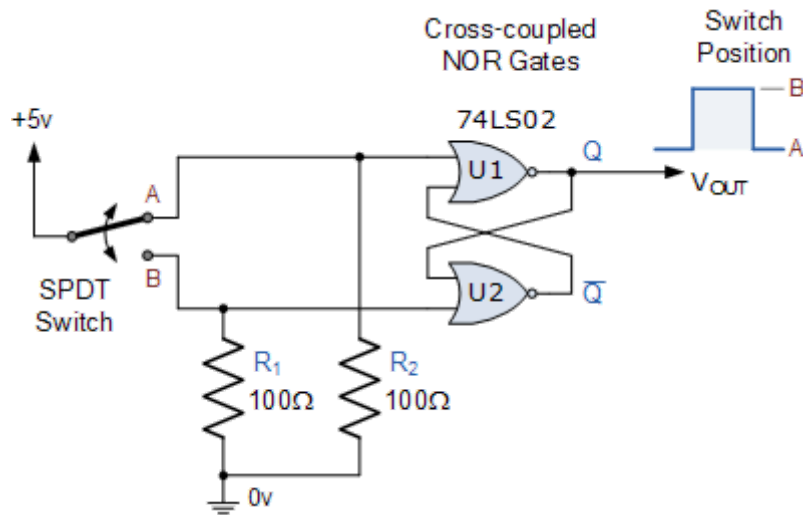 Cross-coupled
NOR Gates
Switch
Position
+5v
74LS02
B
A
A
U1
Q
VOUT
B
SPDT
Switch
U2
Q̅
R1
100Ω
R2
100Ω
0v